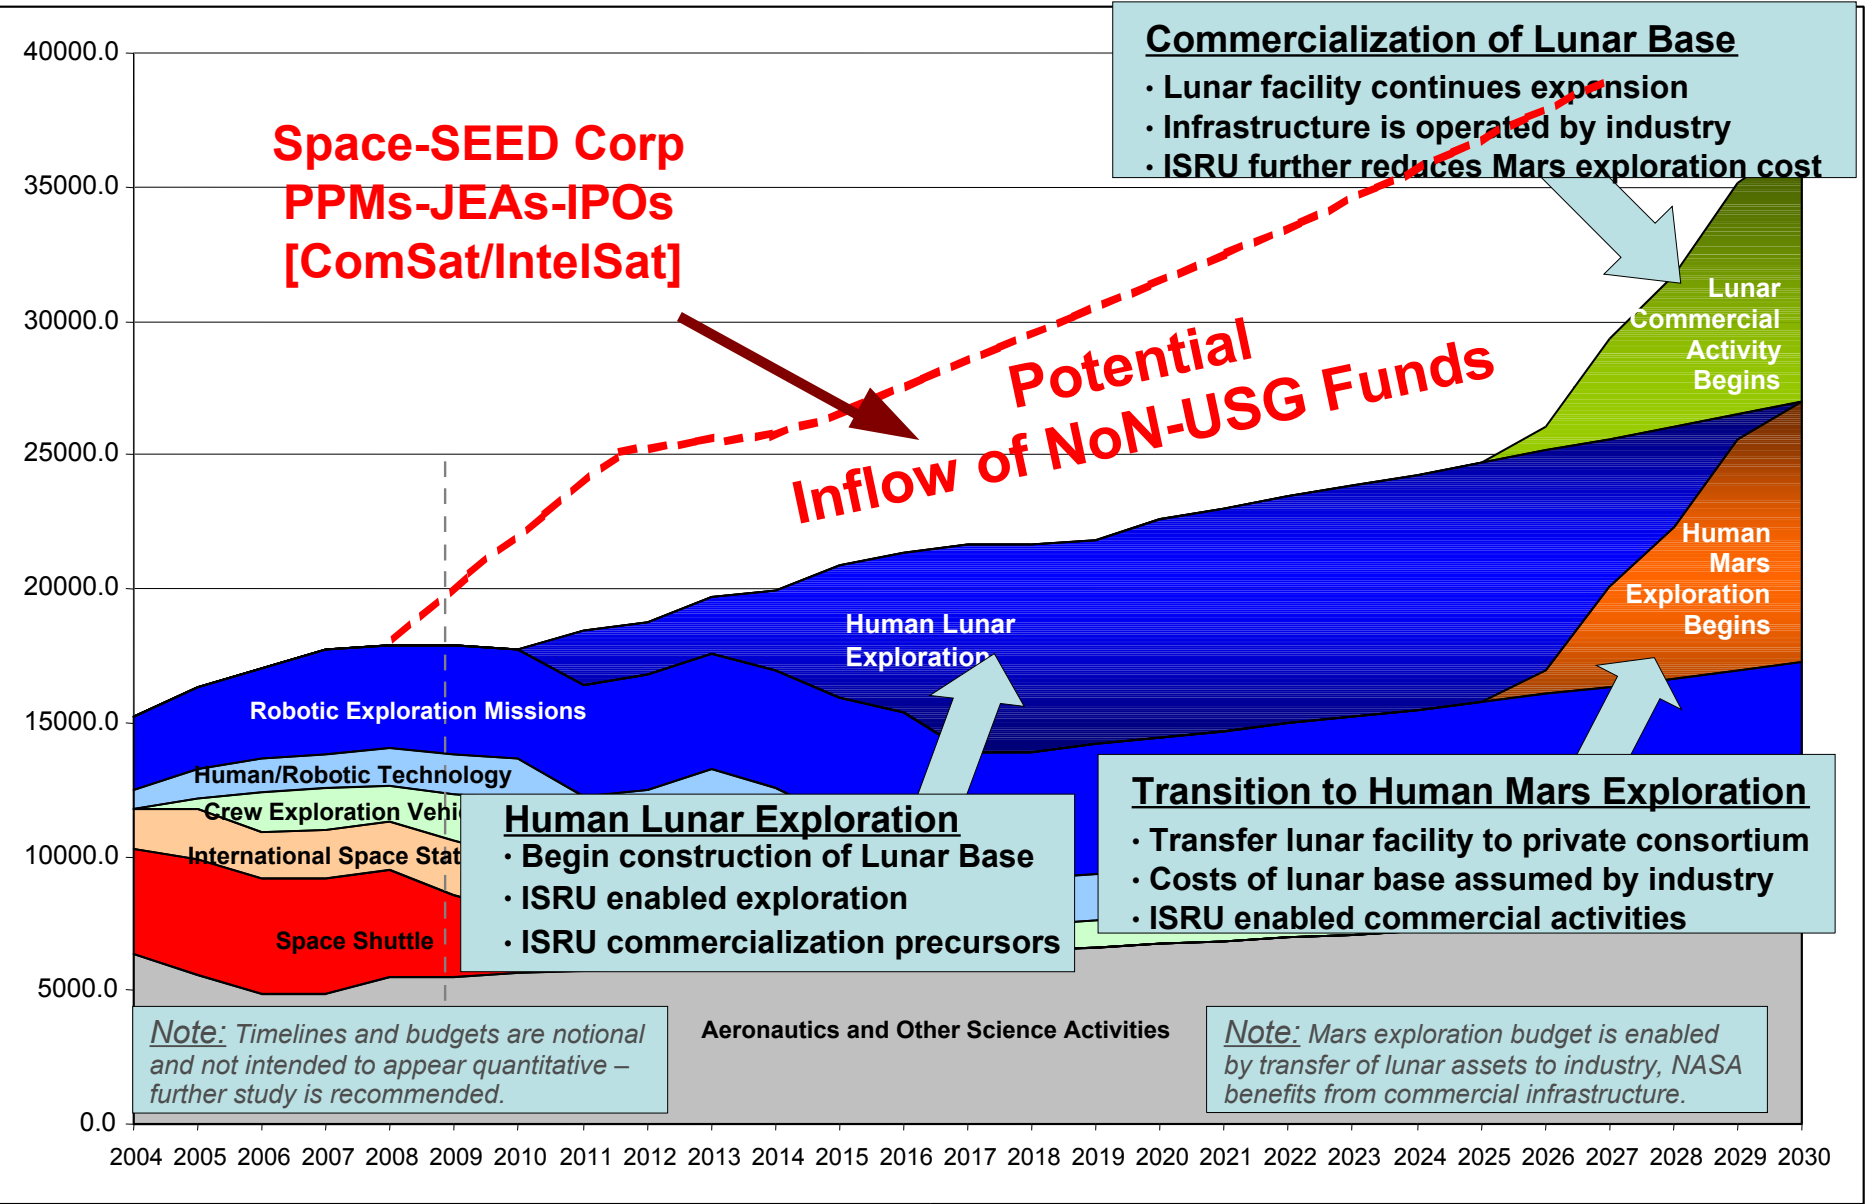 Commercialization of Lunar Base
· Lunar facility continues expansion
· Infrastructure is operated by industry
· ISRU further reduces Mars exploration cost
Space-SEED Corp
PPMs-JEAs-IPOs
[ComSat/IntelSat]
Potential
Inflow of NoN-USG Funds
40000.0
35000.0
30000.0
25000.0
20000.0
15000.0
10000.0
5000.0
0.0
Lunar
Commercial
Activity
Begins
Human
Mars
Exploration
Begins
Human Lunar
Exploration
Robotic Exploration Missions
Human/Robotic Technology
Crew Exploration Vehi
International Space Stat
Space Shuttle
Human Lunar Exploration
· Begin construction of Lunar Base
· ISRU enabled exploration
· ISRU commercialization precursors
Transition to Human Mars Exploration
· Transfer lunar facility to private consortium
· Costs of lunar base assumed by industry
· ISRU enabled commercial activities
Note: Timelines and budgets are notional
and not intended to appear quantitative –
further study is recommended.
Aeronautics and Other Science Activities
Note: Mars exploration budget is enabled
by transfer of lunar assets to industry, NASA
benefits from commercial infrastructure.
2004 2005 2006 2007 2008 2009 2010 2011 2012 2013 2014 2015 2016 2017 2018 2019 2020 2021 2022 2023 2024 2025 2026 2027 2028 2029 2030